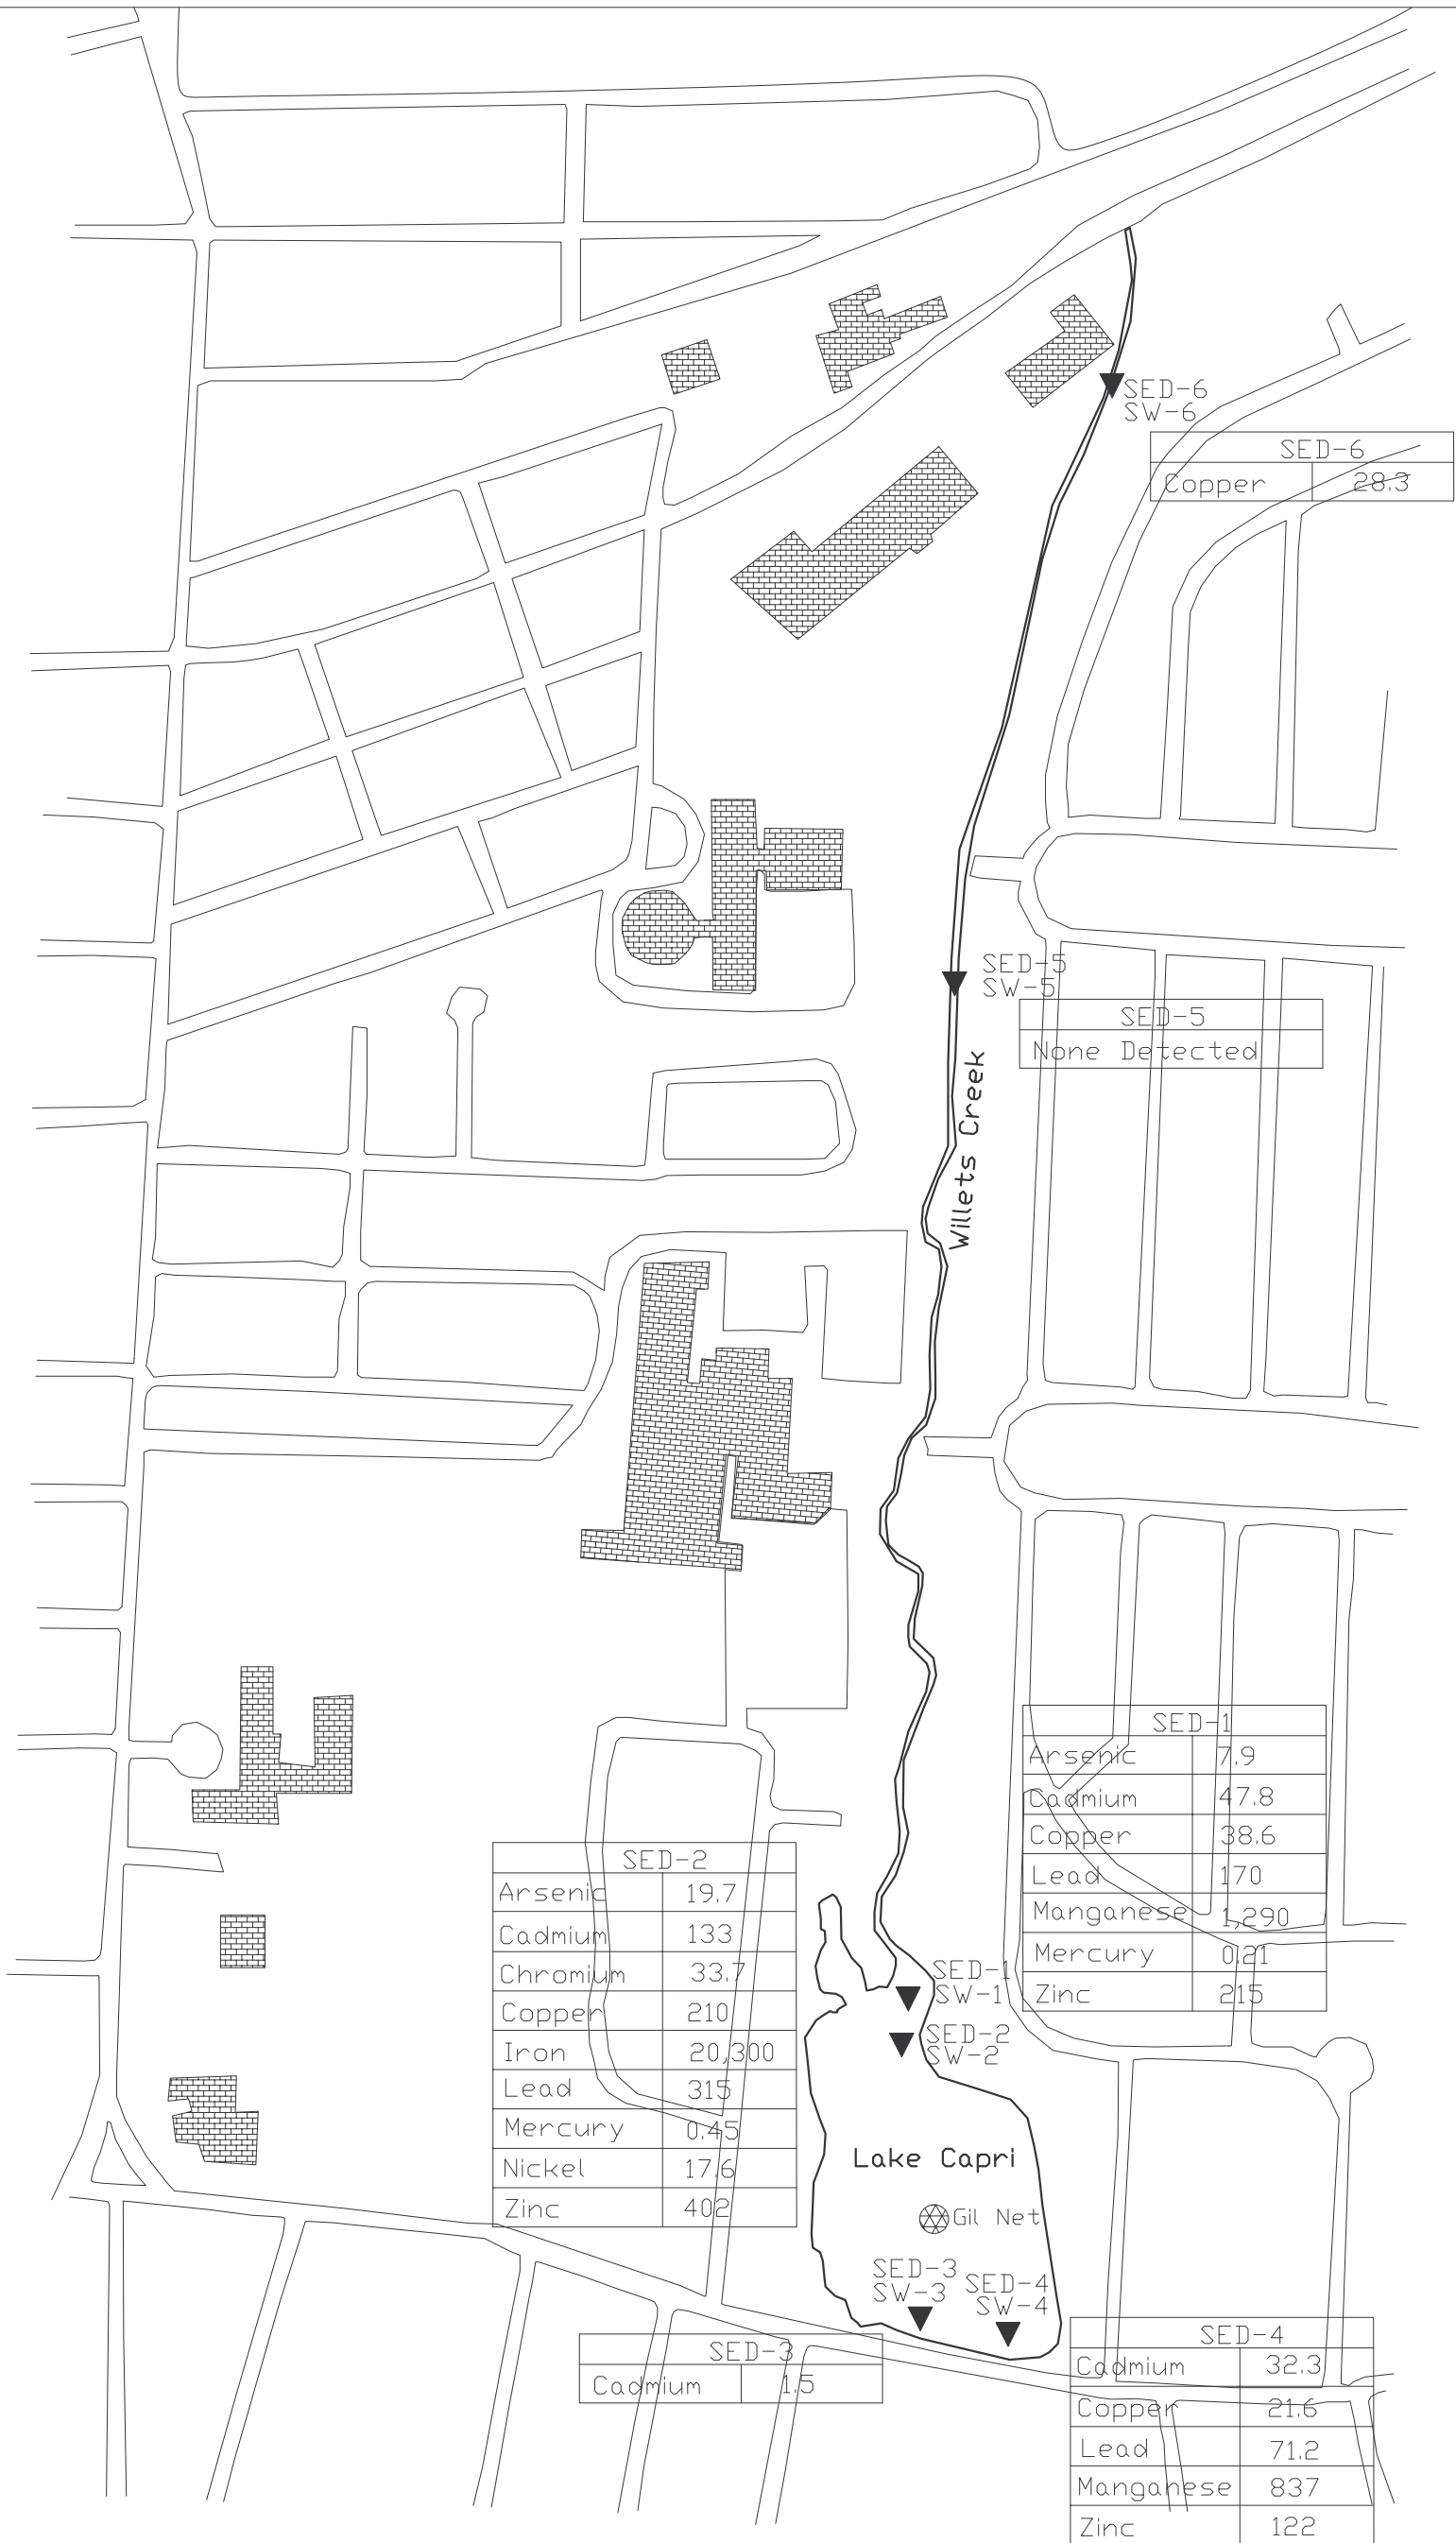 SED-6
SW-6
SED-6
Copper 28.3
SED-5
SW-5
SED-5
None Detected
Willets Creek
SED-1
Arsenic 7.9
Cadmium 47.8
Copper 38.6
Lead 170
Manganese 1,290
Mercury 0.21
Zinc 215
SED-2
Arsenic 19.7
Cadmium 133
Chromium 33.7
Copper 210
Iron 20,300
Lead 315
Mercury 0.45
Nickel 17.6
Zinc 402
SED-1
SW-1
SED-2
SW-2
Lake Capri
Gil Net
SED-3
SW-3
SED-4
SW-4
SED-3
Cadmium 1.5
SED-4
Cadmium 32.3
Copper 21.6
Lead 71.2
Manganese 837
Zinc 122